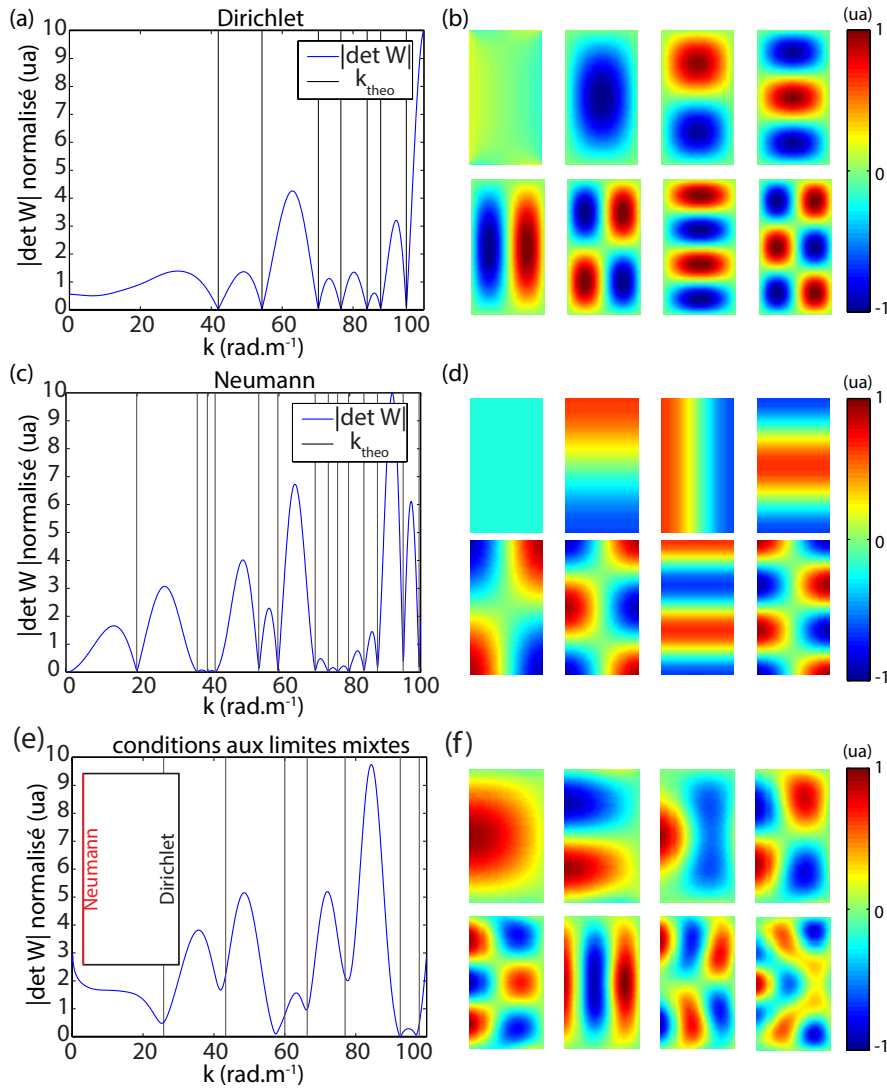 (a)
Dirichlet
|det W| normalisé (ua)
10
9
8
7
6
5
4
3
2
1
0
|det W|
k_theo
0
20
40
60
80
100
k (rad.m⁻¹)
(b)
(ua)
1
0
-1
(c)
Neumann
|det W |normalisé (ua)
10
9
8
7
6
5
4
3
2
1
0
|det W|
k_theo
0
20
40
60
80
100
k (rad.m⁻¹)
(d)
(ua)
1
0
-1
(e)
conditions aux limites mixtes
|det W| normalisé (ua)
10
9
8
7
6
5
4
3
2
1
0
Neumann
Dirichlet
0
20
40
60
80
100
k (rad.m⁻¹)
(f)
(ua)
1
0
-1